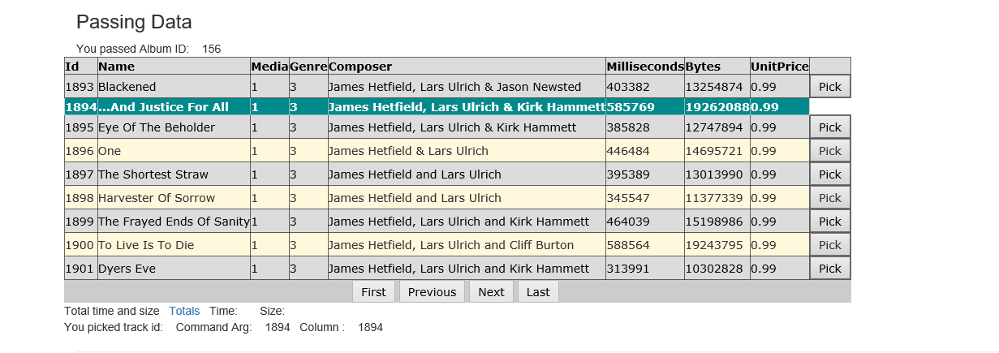 Passing Data
You passed Album ID: 156
Id Name Media Genre Composer Milliseconds Bytes UnitPrice
1893 Blackened 1 3 James Hetfield, Lars Ulrich & Jason Newsted 403382 13254874 0.99 Pick
1894 ...And Justice For All 1 3 James Hetfield, Lars Ulrich & Kirk Hammett 585769 19262088 0.99
1895 Eye Of The Beholder 1 3 James Hetfield, Lars Ulrich & Kirk Hammett 385828 12747894 0.99 Pick
1896 One 1 3 James Hetfield & Lars Ulrich 446484 14695721 0.99 Pick
1897 The Shortest Straw 1 3 James Hetfield and Lars Ulrich 395389 13013990 0.99 Pick
1898 Harvester Of Sorrow 1 3 James Hetfield and Lars Ulrich 345547 11377339 0.99 Pick
1899 The Frayed Ends Of Sanity 1 3 James Hetfield, Lars Ulrich and Kirk Hammett 464039 15198986 0.99 Pick
1900 To Live Is To Die 1 3 James Hetfield, Lars Ulrich and Cliff Burton 588564 19243795 0.99 Pick
1901 Dyers Eve 1 3 James Hetfield, Lars Ulrich and Kirk Hammett 313991 10302828 0.99 Pick
First Previous Next Last
Total time and size Totals Time: Size:
You picked track id: Command Arg: 1894 Column : 1894